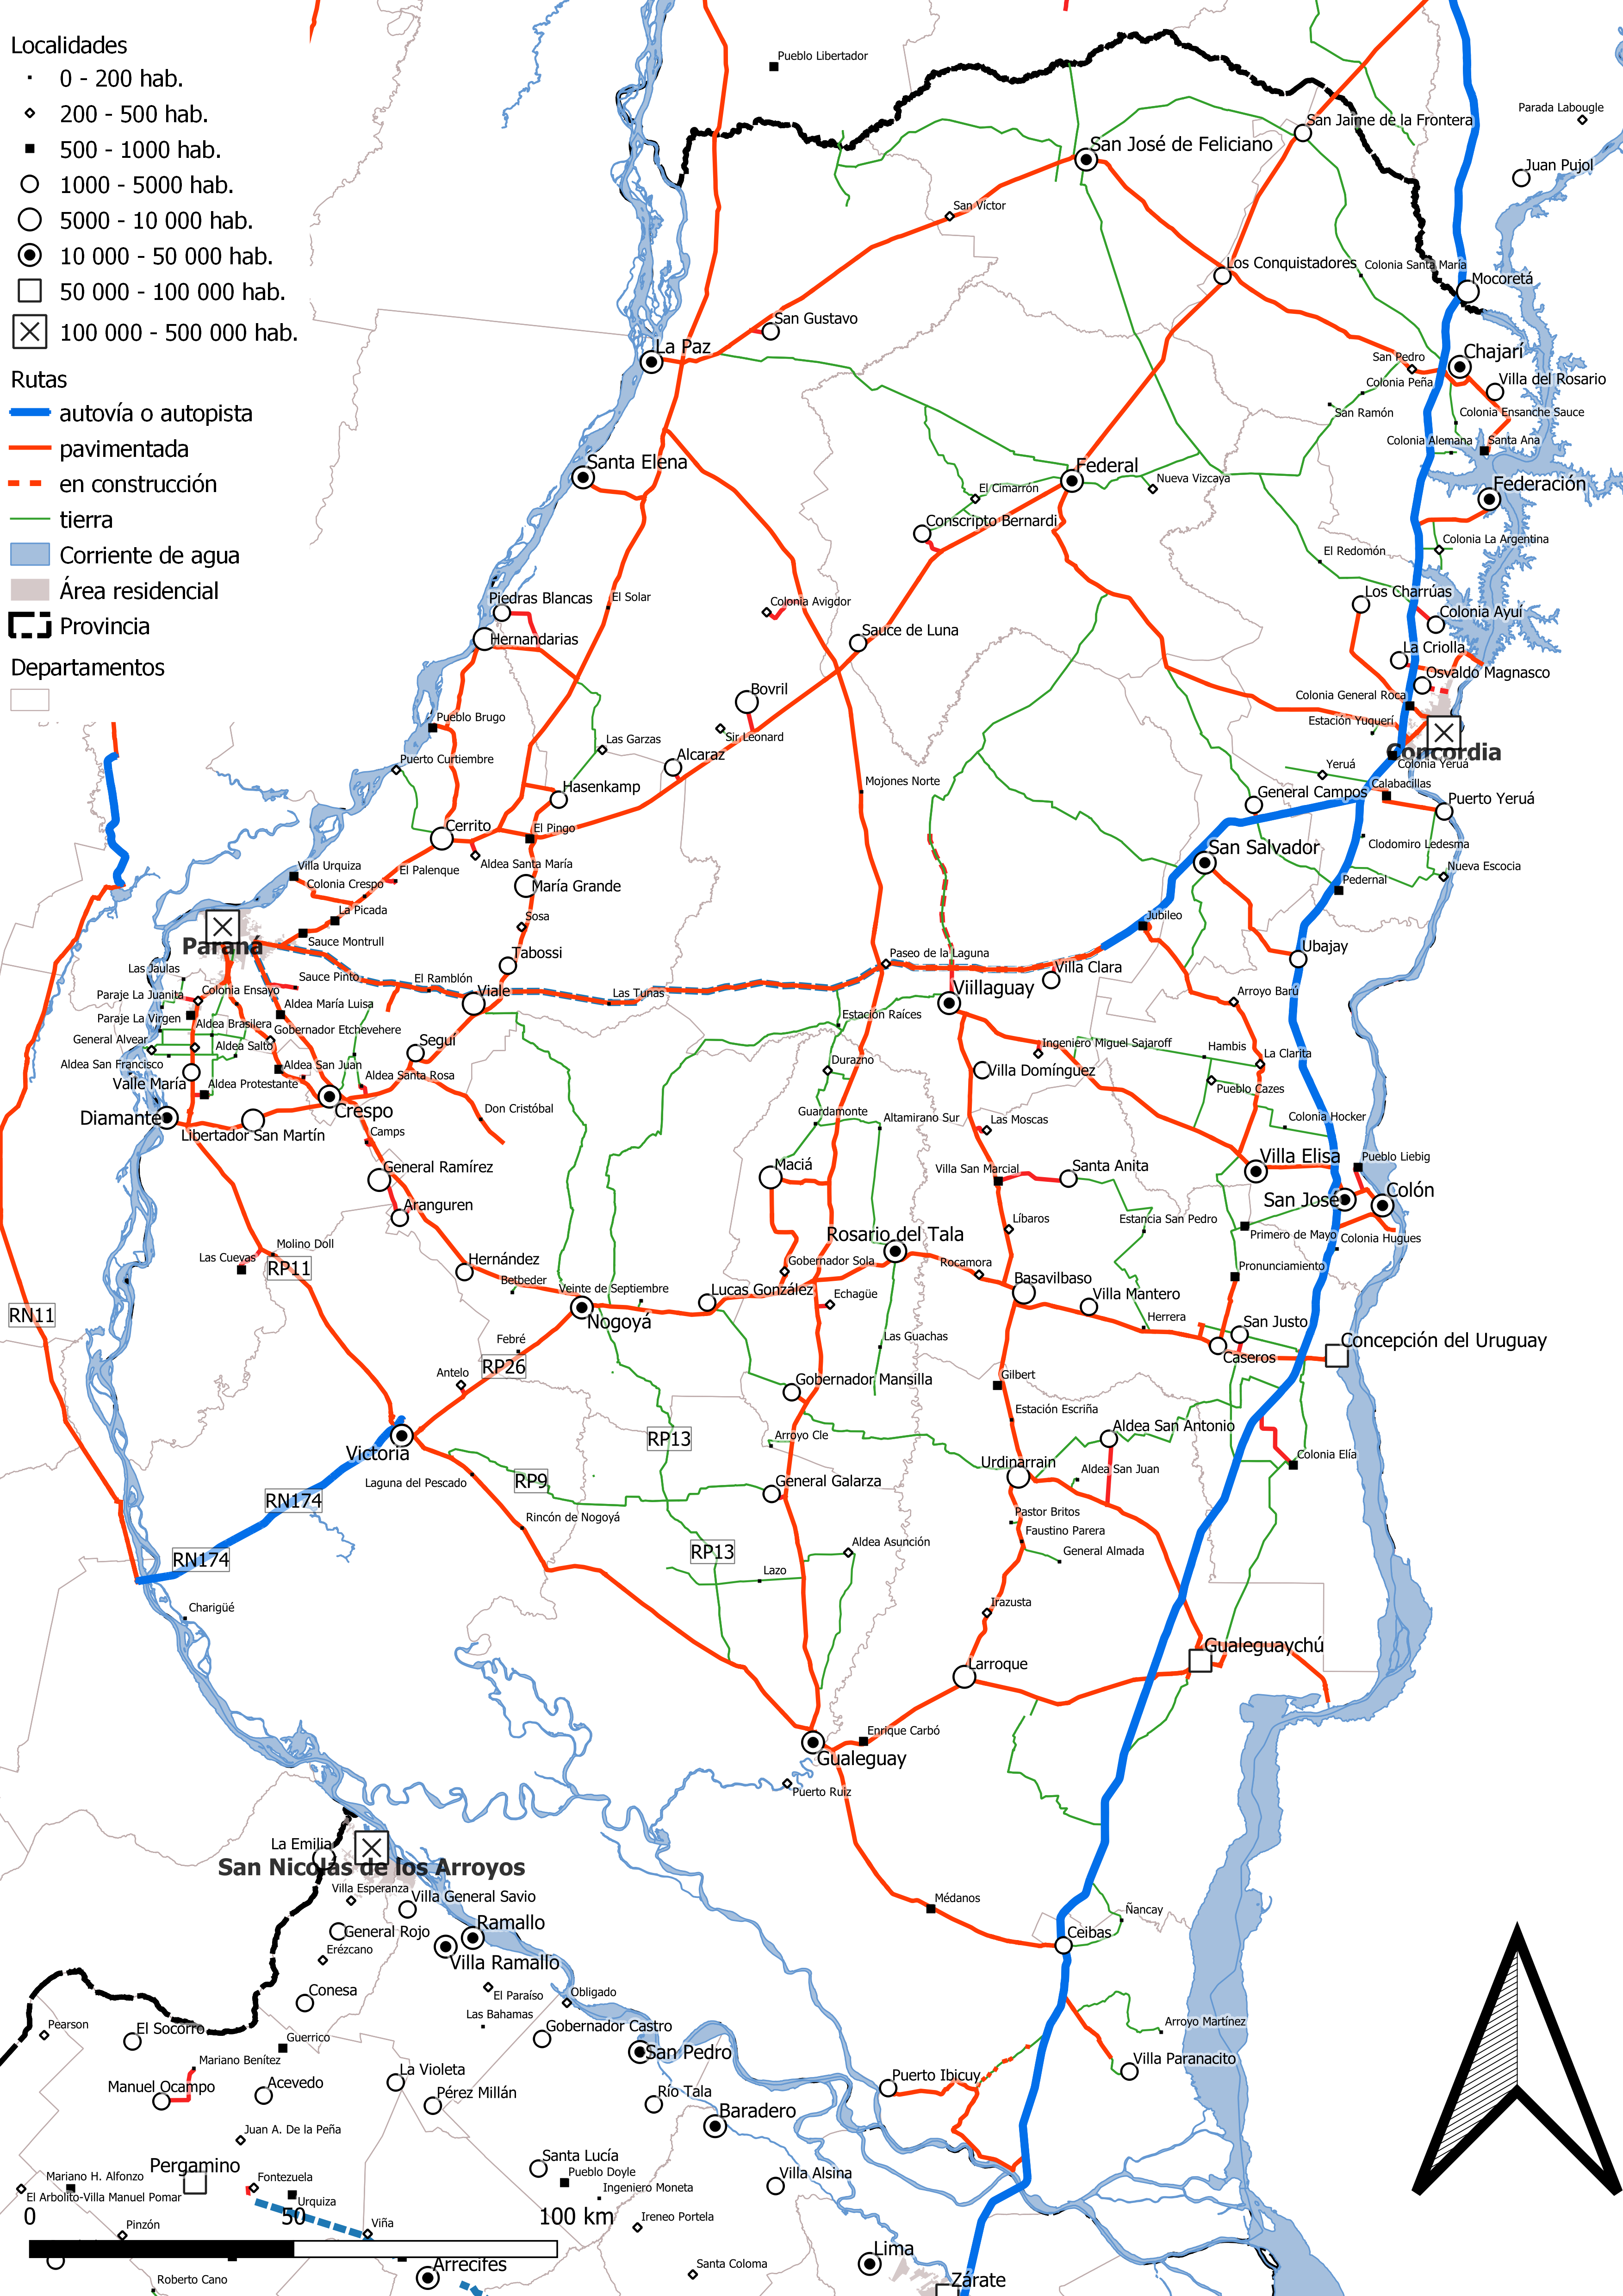 Localidades
0 - 200 hab.
200 - 500 hab.
500 - 1000 hab.
1000 - 5000 hab.
5000 - 10 000 hab.
10 000 - 50 000 hab.
50 000 - 100 000 hab.
100 000 - 500 000 hab.
Rutas
autovía o autopista
pavimentada
en construcción
tierra
Corriente de agua
Área residencial
Provincia
Departamentos
Pueblo Libertador
Parada Labougle
San Jaime de la Frontera
San José de Feliciano
Juan Pujol
San Víctor
Los Conquistadores
Colonia Santa María
Mocoretá
San Gustavo
La Paz
Chajarí
San Pedro
Villa del Rosario
Colonia Peña
San Ramón
Colonia Ensanche Sauce
Colonia Alemana
Santa Ana
Santa Elena
Federal
Nueva Vizcaya
Federación
El Cimarrón
Conscripto Bernardi
Colonia La Argentina
El Redomón
Los Charrúas
Piedras Blancas
El Solar
Colonia Avigdor
Colonia Ayuí
Hernandarias
Sauce de Luna
La Criolla
Osvaldo Magnasco
Bovril
Colonia General Roca
Pueblo Brugo
Estación Yuquerí
Las Garzas
Sir Leonard
Concordia
Puerto Curtiembre
Alcaraz
Yeruá
Colonia Yeruá
Hasenkamp
Mojones Norte
Calabacillas
General Campos
Puerto Yeruá
Cerrito
El Pingo
Clodomiro Ledesma
San Salvador
Aldea Santa María
Villa Urquiza
El Palenque
Nueva Escocia
Colonia Crespo
María Grande
Pedernal
La Picada
Sosa
Jubileo
Paraná
Sauce Montrull
Ubajay
Tabossi
Paseo de la Laguna
Las Jaulas
Villa Clara
Sauce Pinto
El Ramblón
Viillaguay
Paraje La Juanita
Colonia Ensayo
Viale
Las Tunas
Arroyo Barú
Aldea María Luisa
Paraje La Virgen
Aldea Brasilera
Estación Raíces
Gobernador Etchevehere
General Alvear
Aldea Salto
Seguí
Ingeniero Miguel Sajaroff
Hambis
La Clarita
Aldea San Francisco
Aldea San Juan
Durazno
Villa Domínguez
Aldea Santa Rosa
Valle María
Aldea Protestante
Pueblo Cazes
Diamante
Crespo
Don Cristóbal
Guardamonte
Altamirano Sur
Las Moscas
Colonia Hocker
Libertador San Martín
Camps
General Ramírez
Maciá
Villa San Marcial
Santa Anita
Villa Elisa
Pueblo Liebig
Aranguren
San José
Colón
Líbaros
Estancia San Pedro
Primero de Mayo
Colonia Hugues
Las Cuevas
Molino Doll
Rosario del Tala
RP11
Hernández
Gobernador Sola
Rocamora
Pronunciamiento
Betbeder
Veinte de Septiembre
Lucas González
Echagüe
Basavilbaso
Villa Mantero
RN11
Nogoyá
Herrera
San Justo
Febré
Las Guachas
Caseros
Concepción del Uruguay
RP26
Antelo
Gobernador Mansilla
Gilbert
Estación Escriña
Victoria
RP13
Arroyo Cle
Aldea San Antonio
Colonia Elía
Urdinarrain
Aldea San Juan
Laguna del Pescado
RP9
General Galarza
RN174
Pastor Britos
Rincón de Nogoyá
Faustino Parera
General Almada
RN174
RP13
Aldea Asunción
Lazo
Charigüé
Irazusta
Gualeguaychú
Larroque
Enrique Carbó
Gualeguay
Puerto Ruiz
La Emilia
San Nicolás de los Arroyos
Villa Esperanza
Villa General Savio
Médanos
Ñancay
General Rojo
Ramallo
Ceibas
Erézcano
Villa Ramallo
Conesa
El Paraíso
Obligado
Pearson
El Socorro
Las Bahamas
Arroyo Martínez
Guerrico
Gobernador Castro
San Pedro
Villa Paranacito
Mariano Benítez
La Violeta
Puerto Ibicuy
Manuel Ocampo
Acevedo
Pérez Millán
Río Tala
Baradero
Juan A. De la Peña
Pergamino
Santa Lucía
Villa Alsina
Mariano H. Alfonzo
Fontezuela
Pueblo Doyle
El Arbolito-Villa Manuel Pomar
Urquiza
Ingeniero Moneta
0 50 100 km
Pinzón
Viña
Ireneo Portela
Lima
Arrecifes
Santa Coloma
Roberto Cano
Zárate